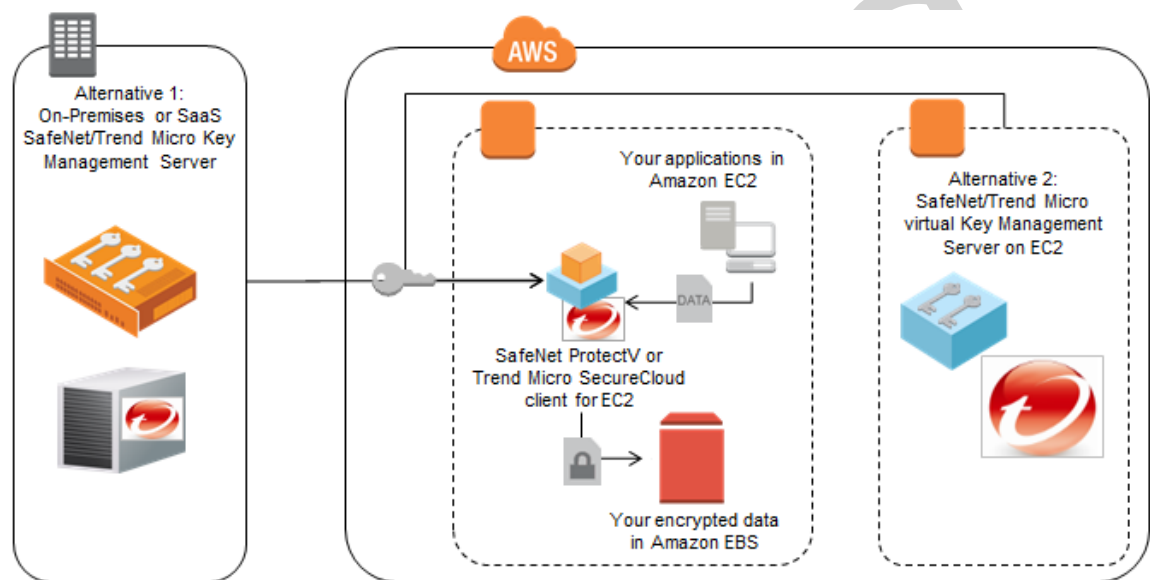 AWS
Alternative 1:
On-Premises or SaaS
SafeNet/Trend Micro Key
Management Server
Your applications in
Amazon EC2
DATA
SafeNet ProtectV or
Trend Micro SecureCloud
client for EC2
Your encrypted data
in Amazon EBS
Alternative 2:
SafeNet/Trend Micro
virtual Key Management
Server on EC2